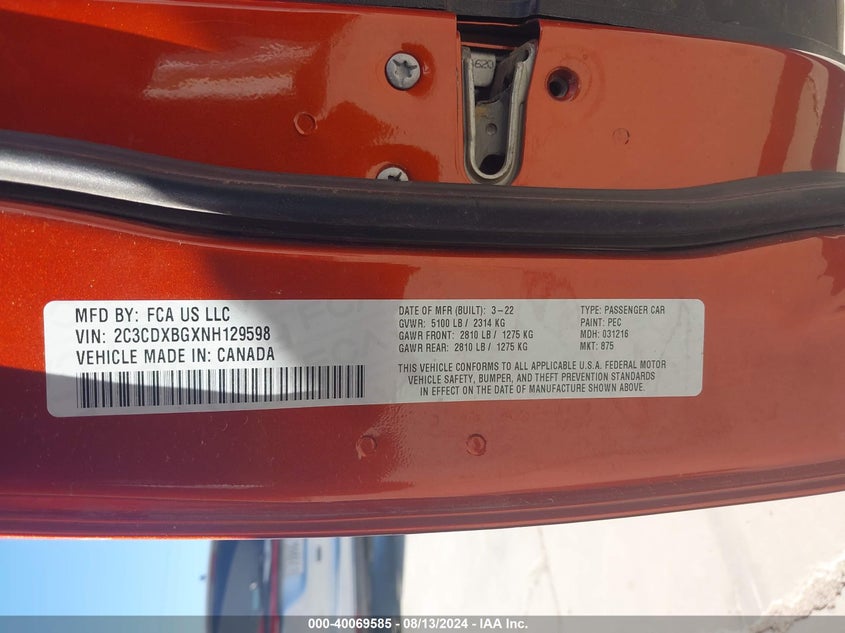 620
MFD BY: FCA US LLC
VIN: 2C3CDXBGXNH129598
VEHICLE MADE IN: CANADA
DATE OF MFR (BUILT): 3-22
GVWR: 5100 LB / 2314 KG
GAWR FRONT: 2810 LB / 1275 KG
GAWR REAR: 2810 LB / 1275 KG
TYPE: PASSENGER CAR
PAINT: PEC
MDH: 031216
MKT: 875
THIS VEHICLE CONFORMS TO ALL APPLICABLE U.S.A. FEDERAL MOTOR
VEHICLE SAFETY, BUMPER, AND THEFT PREVENTION STANDARDS
IN EFFECT ON THE DATE OF MANUFACTURE SHOWN ABOVE.
000-40069585 - 08/13/2024 - IAA Inc.